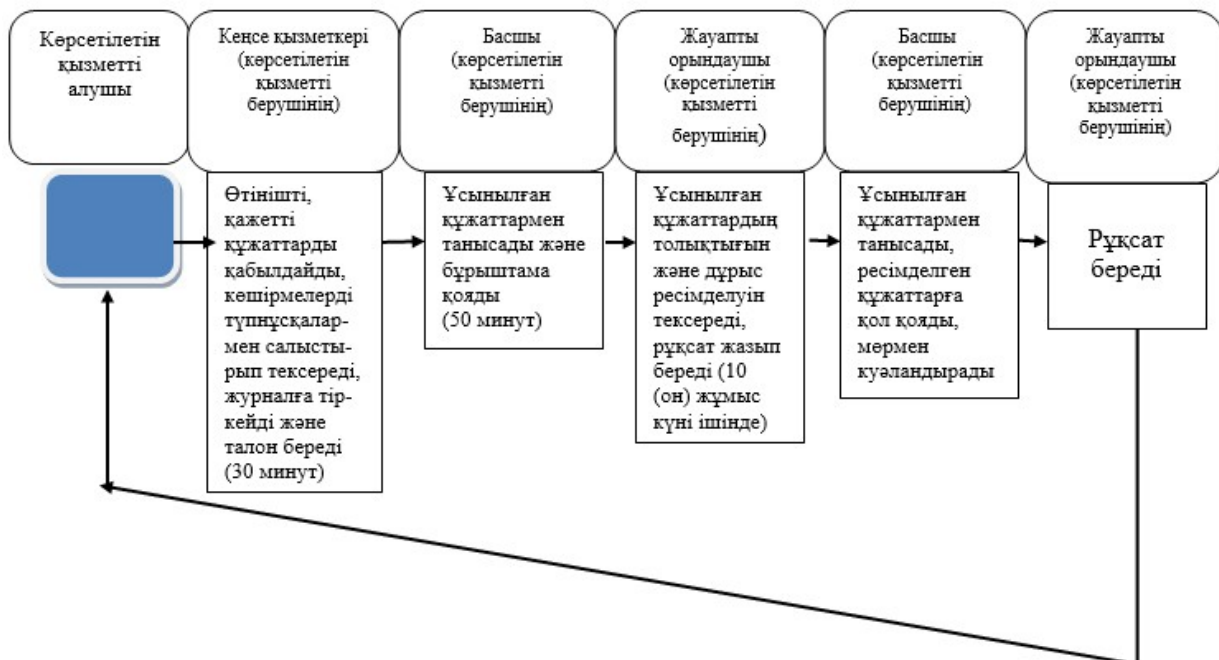 Көрсетілетін
қызметті
алушы
Кеңсе қызметкері
(көрсетілетін
қызметті
берушінің)
Басшы
(көрсетілетін
қызметті
берушінің)
Жауапты
орындаушы
(көрсетілетін
қызметті
берушінің)
Басшы
(көрсетілетін
қызметті
берушінің)
Жауапты
орындаушы
(көрсетілетін
қызметті
берушінің)
Өтінішті,
қажетті
құжаттарды
қабылдайды,
көшірмелерді
түпнұсқалар-
мен салысты-
рып тексереді,
журналға тір-
кейді және
талон береді
(30 минут)
Ұсынылған
құжаттармен
танысады және
бұрыштама
қояды
(50 минут)
Ұсынылған
құжаттардың
толықтығын
және дұрыс
ресімделуін
тексереді,
рұқсат жазып
береді (10
(он) жұмыс
күні ішінде)
Ұсынылған
құжаттармен
танысады,
ресімделген
құжаттарға
қол қояды,
мөрмен
куәландырады
Рұқсат
береді